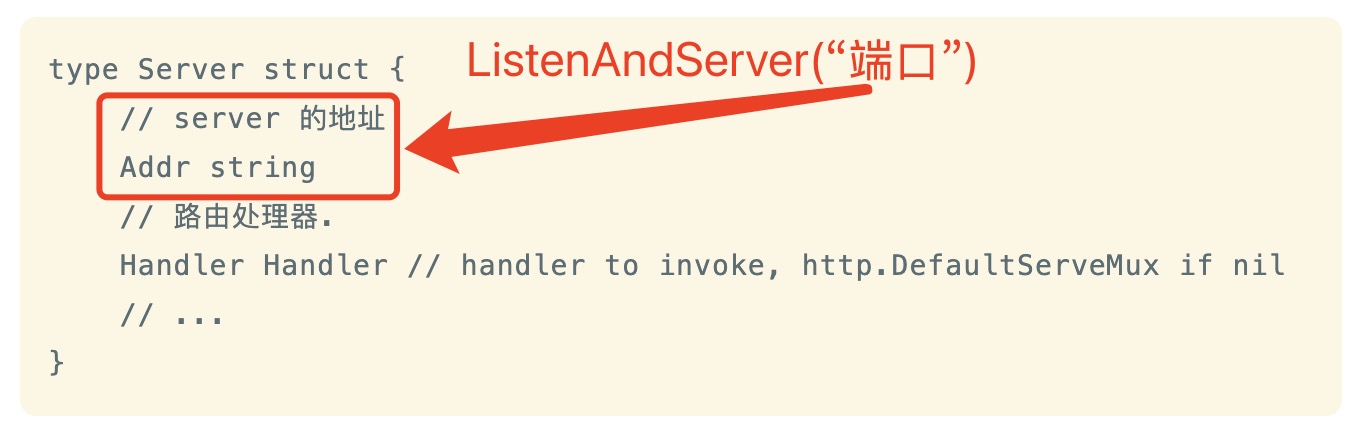 type Server struct {
ListenAndServer(“端口”)
// server 的地址
Addr string
// 路由处理器.
Handler Handler // handler to invoke, http.DefaultServeMux if nil
// ...
}